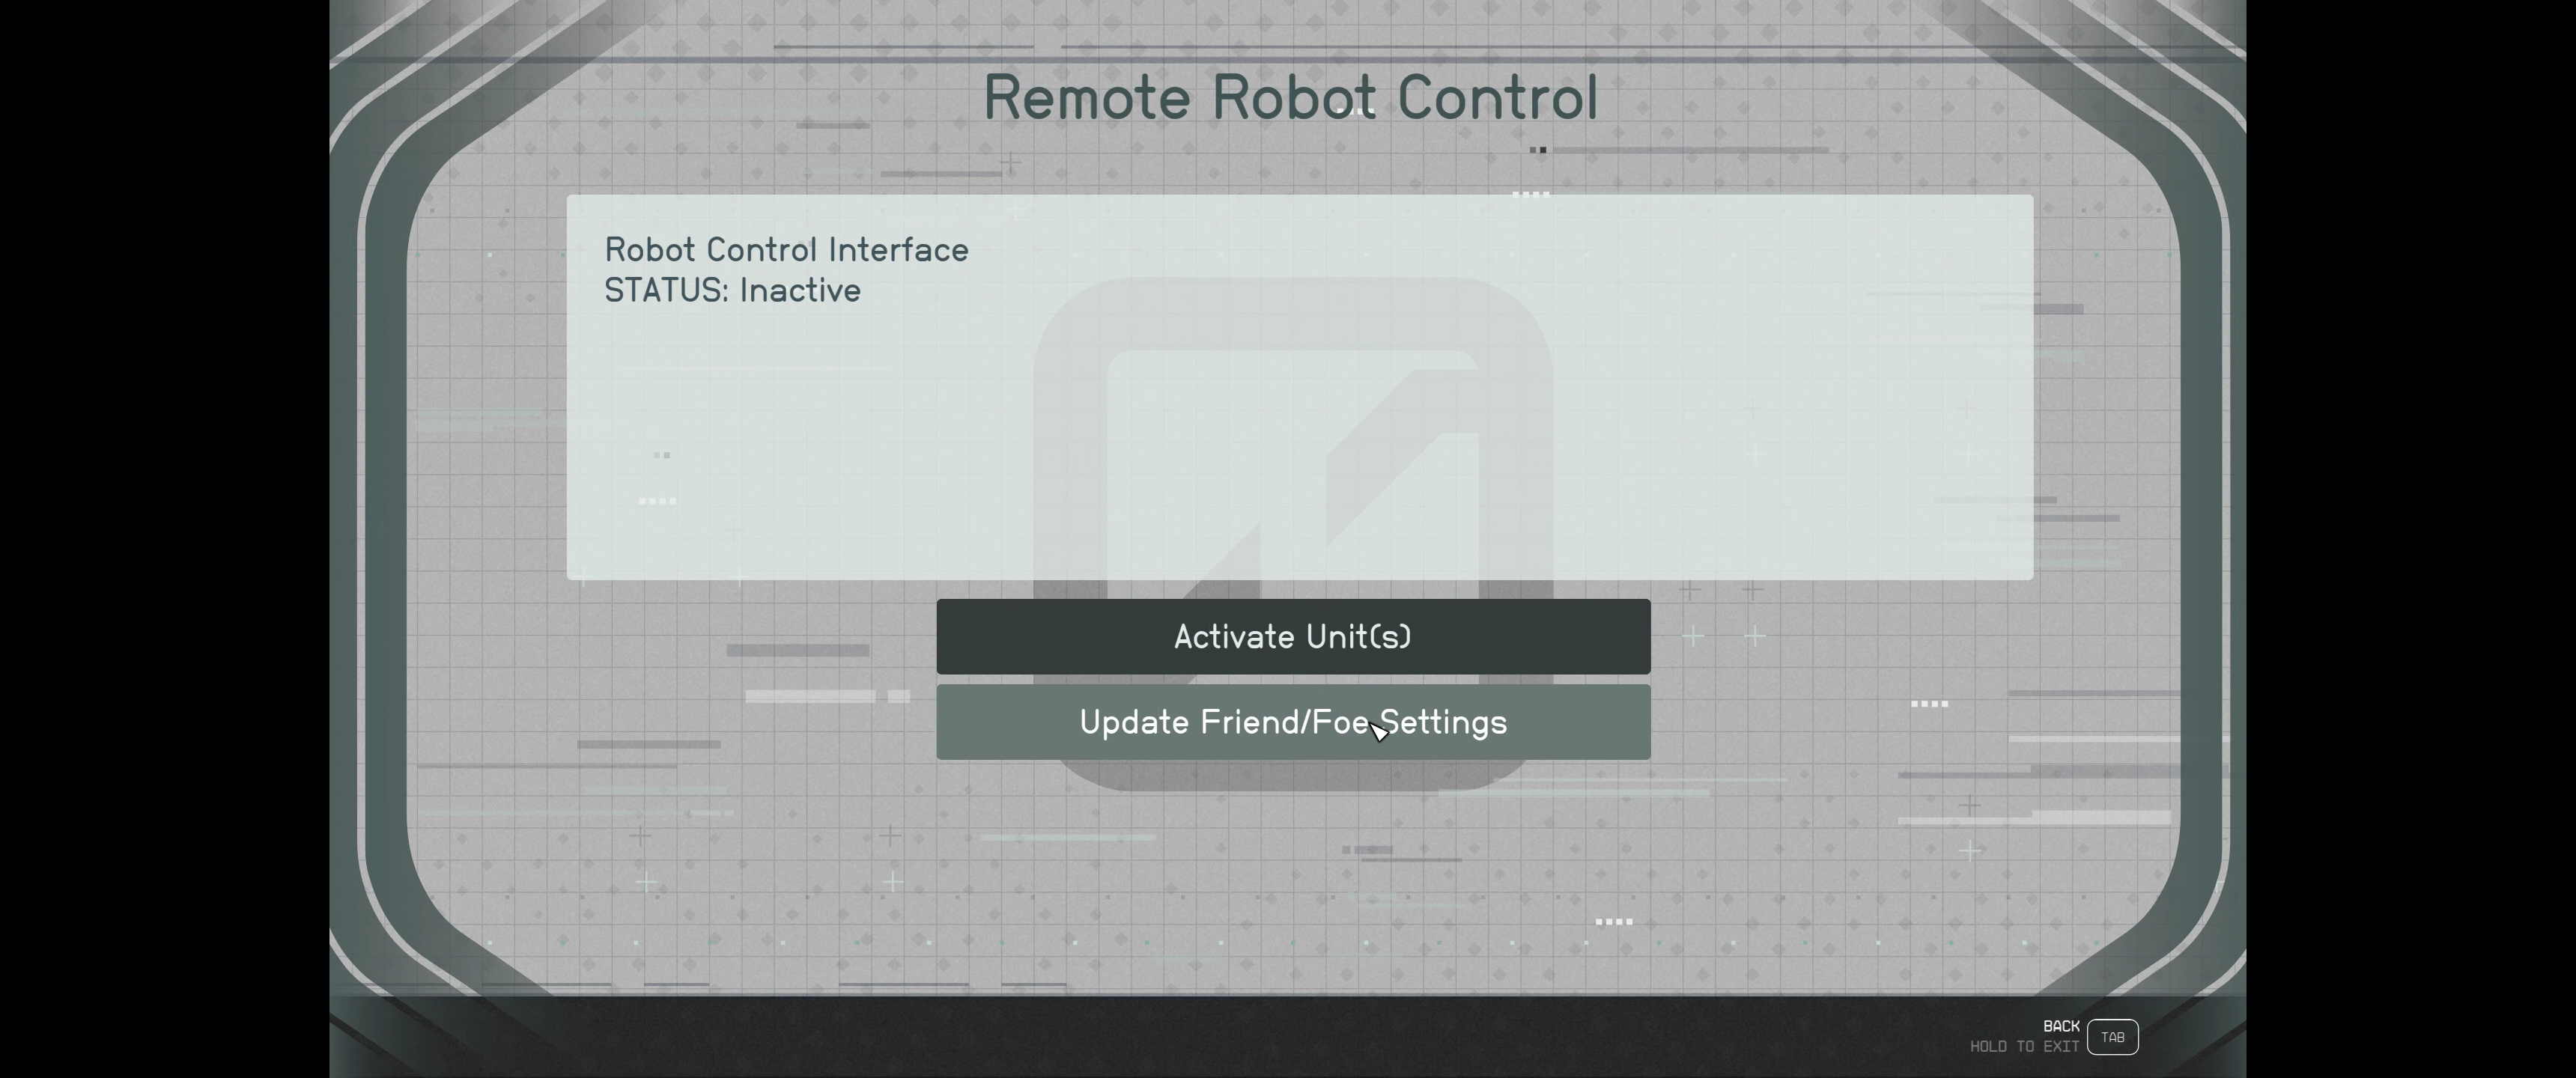 Remote Robot Control
Robot Control Interface
STATUS: Inactive
Activate Unit(s)
Update Friend/Foe Settings
BACK
HOLD TO EXIT
TAB